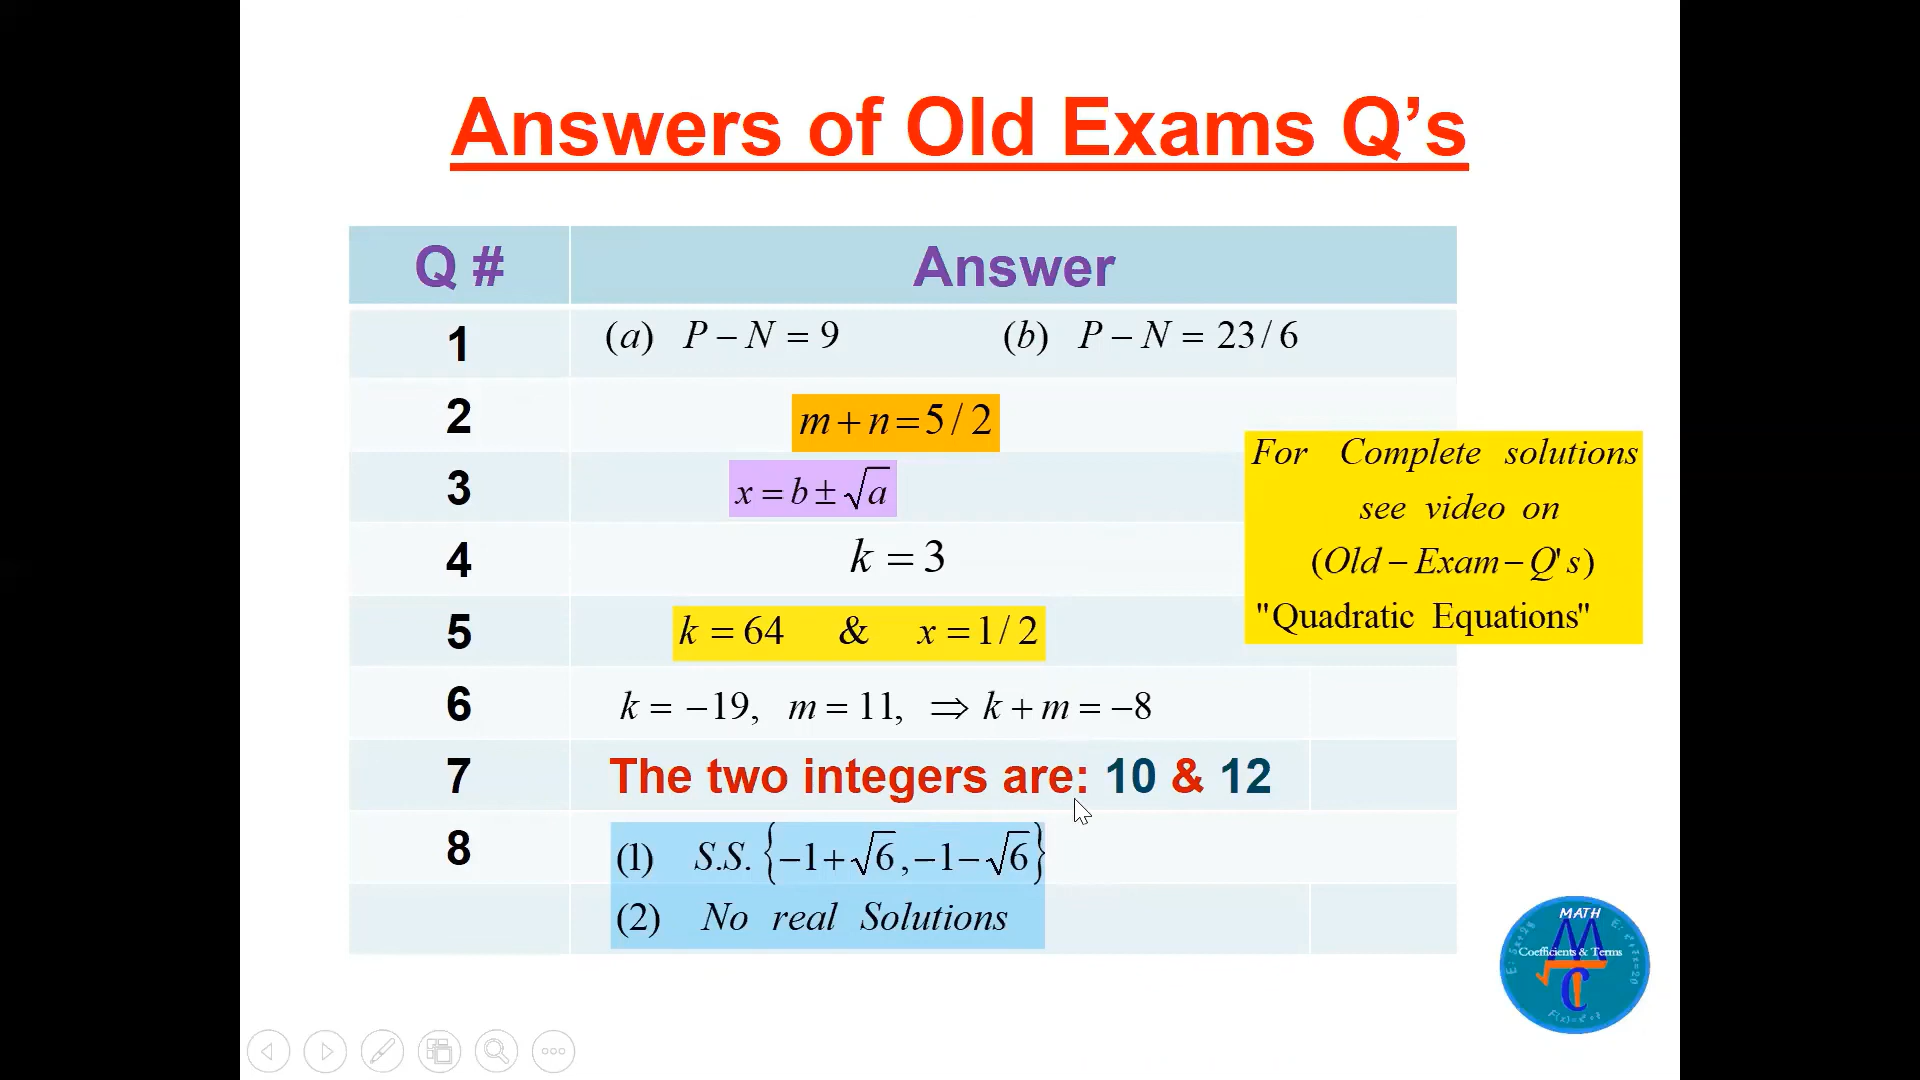 Answers of Old Exams Q’s
Q # Answer
1 (a) P − N = 9 (b) P − N = 23 / 6
2 m + n = 5 / 2
3 x = b ± √a
4 k = 3
5 k = 64 & x = 1 / 2
6 k = −19, m = 11, ⇒ k + m = −8
7 The two integers are: 10 & 12
8 (1) S.S. {−1+√6, −1−√6}
(2) No real Solutions
For Complete solutions
see video on
(Old − Exam − Q's)
"Quadratic Equations"
MATH
Coefficients & Terms